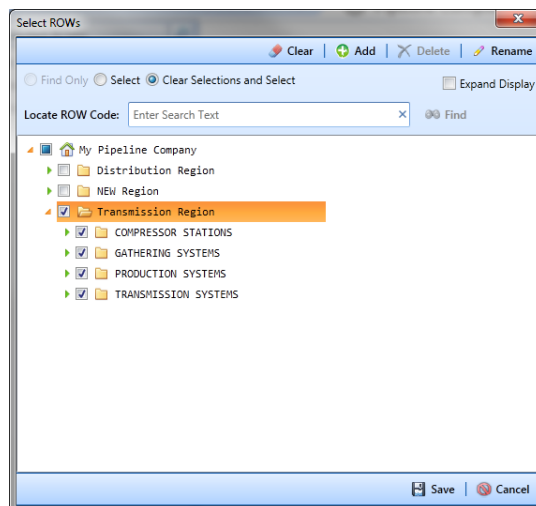 Select ROWs
Clear | Add | Delete | Rename
Find Only Select Clear Selections and Select Expand Display
Locate ROW Code: Enter Search Text Find
My Pipeline Company
Distribution Region
NEW Region
Transmission Region
COMPRESSOR STATIONS
GATHERING SYSTEMS
PRODUCTION SYSTEMS
TRANSMISSION SYSTEMS
Save | Cancel